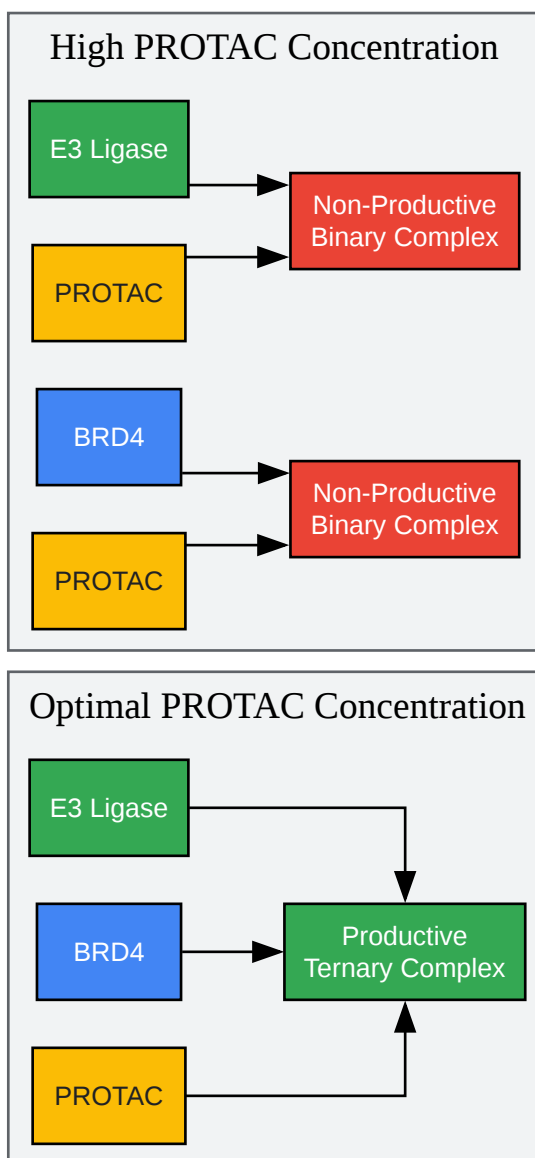 High PROTAC Concentration
E3 Ligase
Non-Productive
Binary Complex
PROTAC
BRD4
Non-Productive
Binary Complex
PROTAC
Optimal PROTAC Concentration
E3 Ligase
BRD4
Productive
Ternary Complex
PROTAC